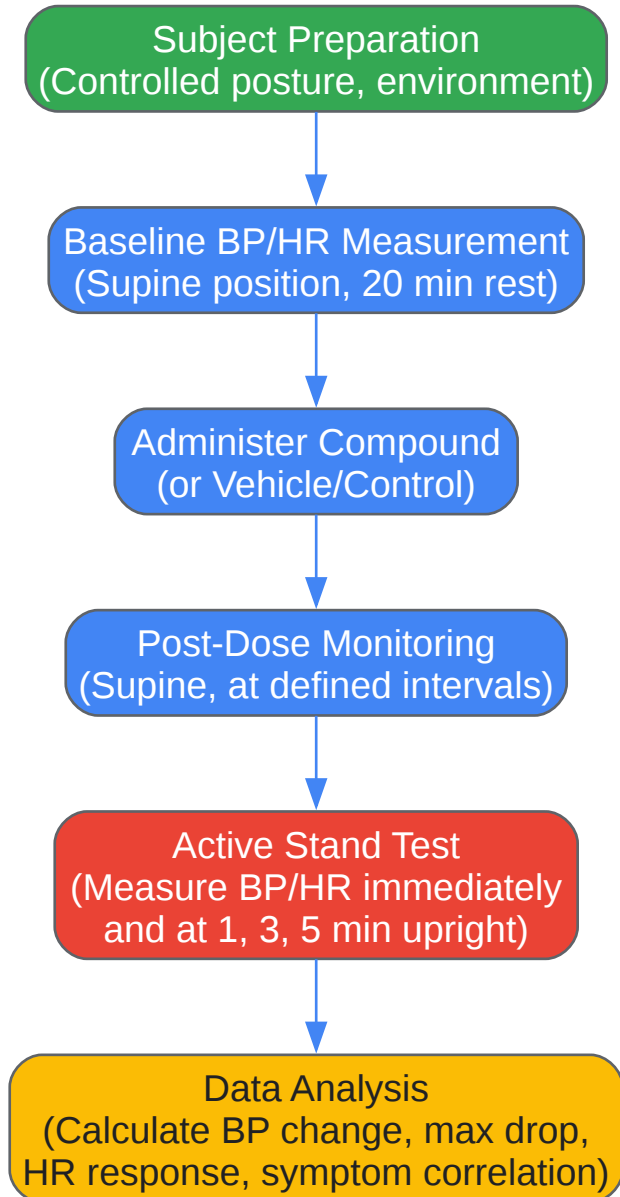 Subject Preparation
(Controlled posture, environment)
Baseline BP/HR Measurement
(Supine position, 20 min rest)
Administer Compound
(or Vehicle/Control)
Post-Dose Monitoring
(Supine, at defined intervals)
Active Stand Test
(Measure BP/HR immediately
and at 1, 3, 5 min upright)
Data Analysis
(Calculate BP change, max drop,
HR response, symptom correlation)